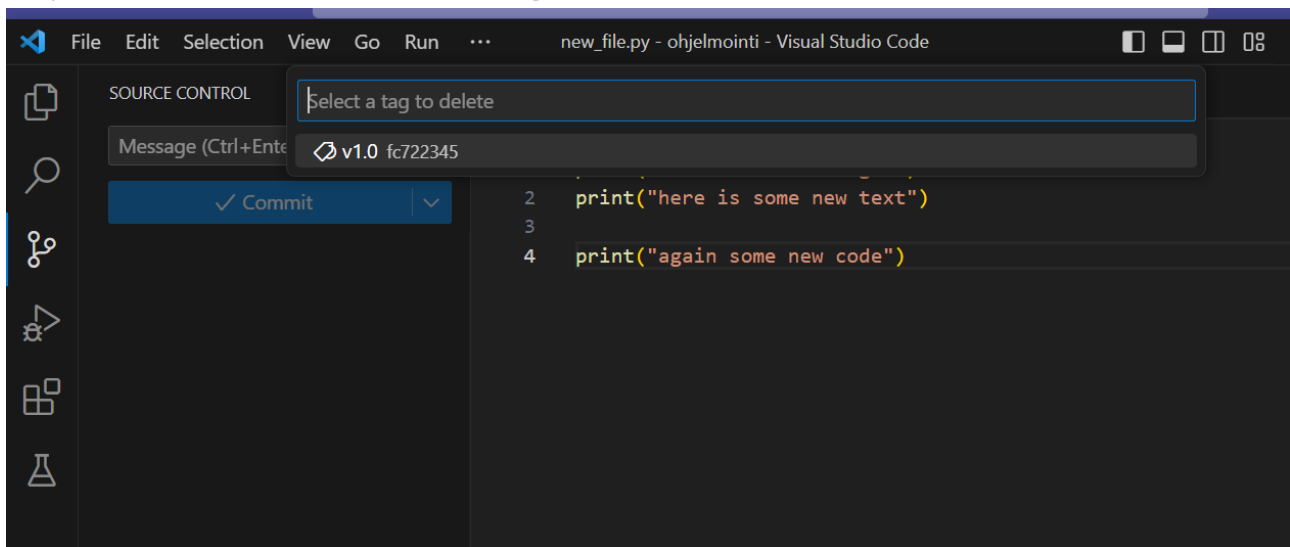 File Edit Selection View Go Run ··· new_file.py - ohjelmointi - Visual Studio Code
SOURCE CONTROL
Select a tag to delete
Message (Ctrl+Ente
v1.0 fc722345
Commit
2 print("here is some new text")
3
4 print("again some new code")